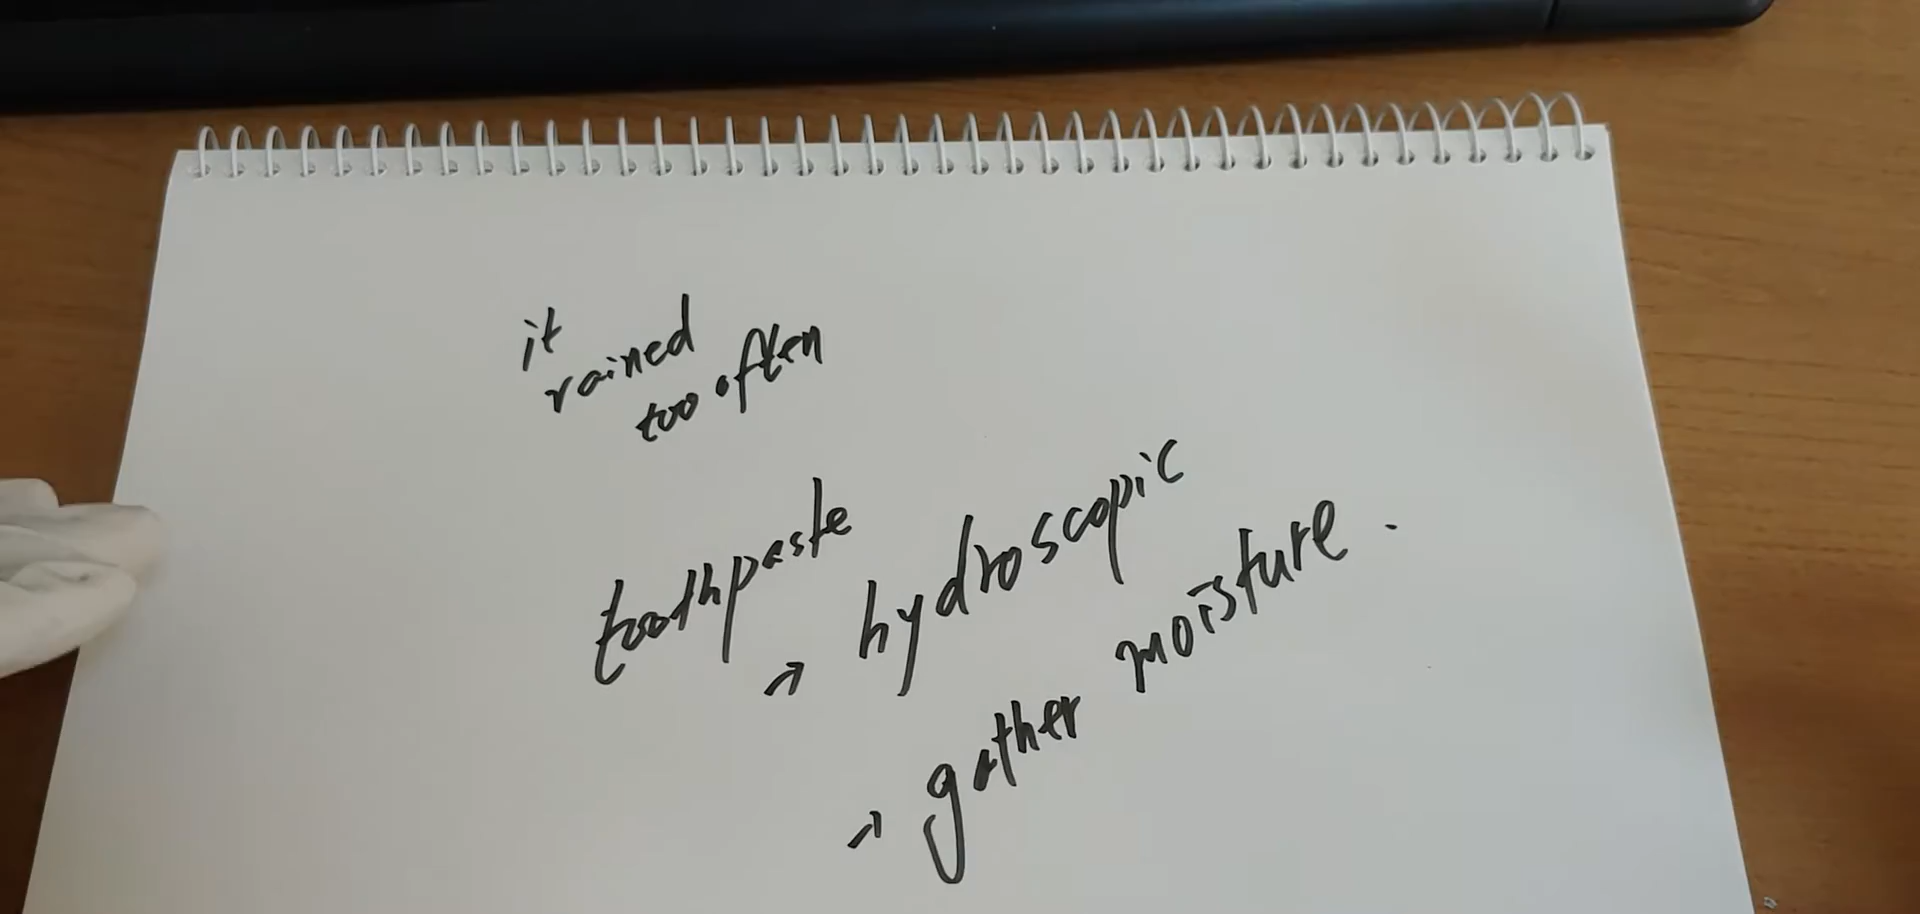 it
rained
too often
toothpaste
→ hydroscopic
→ gather moisture.